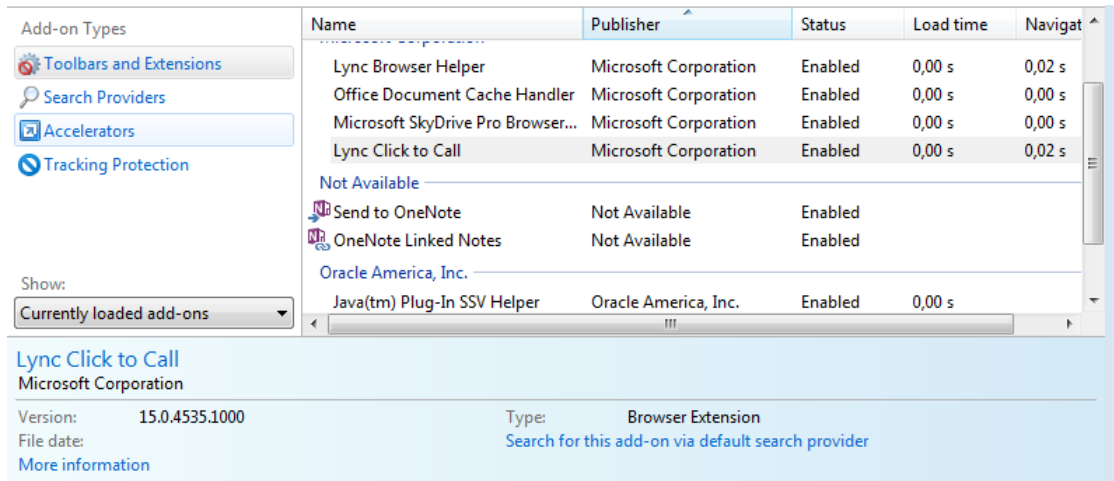 Add-on Types
Toolbars and Extensions
Search Providers
Accelerators
Tracking Protection
Show:
Currently loaded add-ons
Name Publisher Status Load time Navigat
Lync Browser Helper Microsoft Corporation Enabled 0,00 s 0,02 s
Office Document Cache Handler Microsoft Corporation Enabled 0,00 s 0,00 s
Microsoft SkyDrive Pro Browser... Microsoft Corporation Enabled 0,00 s 0,00 s
Lync Click to Call Microsoft Corporation Enabled 0,00 s 0,02 s
Not Available
Send to OneNote Not Available Enabled
OneNote Linked Notes Not Available Enabled
Oracle America, Inc.
Java(tm) Plug-In SSV Helper Oracle America, Inc. Enabled 0,00 s
Lync Click to Call
Microsoft Corporation
Version: 15.0.4535.1000 Type: Browser Extension
File date: Search for this add-on via default search provider
More information